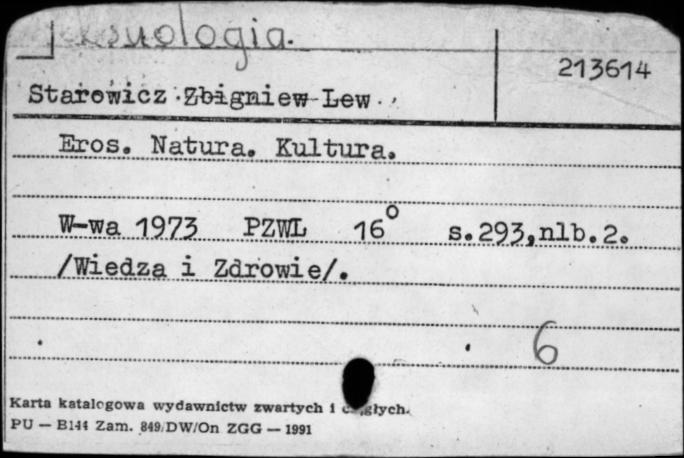 Seksuologia.
213614
Starowicz Zbigniew Lew
Eros. Natura. Kultura.
W-wa 1973 PZWL 16° s.293,nlb.2.
/Wiedza i Zdrowie/.
6
Karta katalogowa wydawnictw zwartych i
PU — B144 Zam. 849/DW/On ZGG — 1991